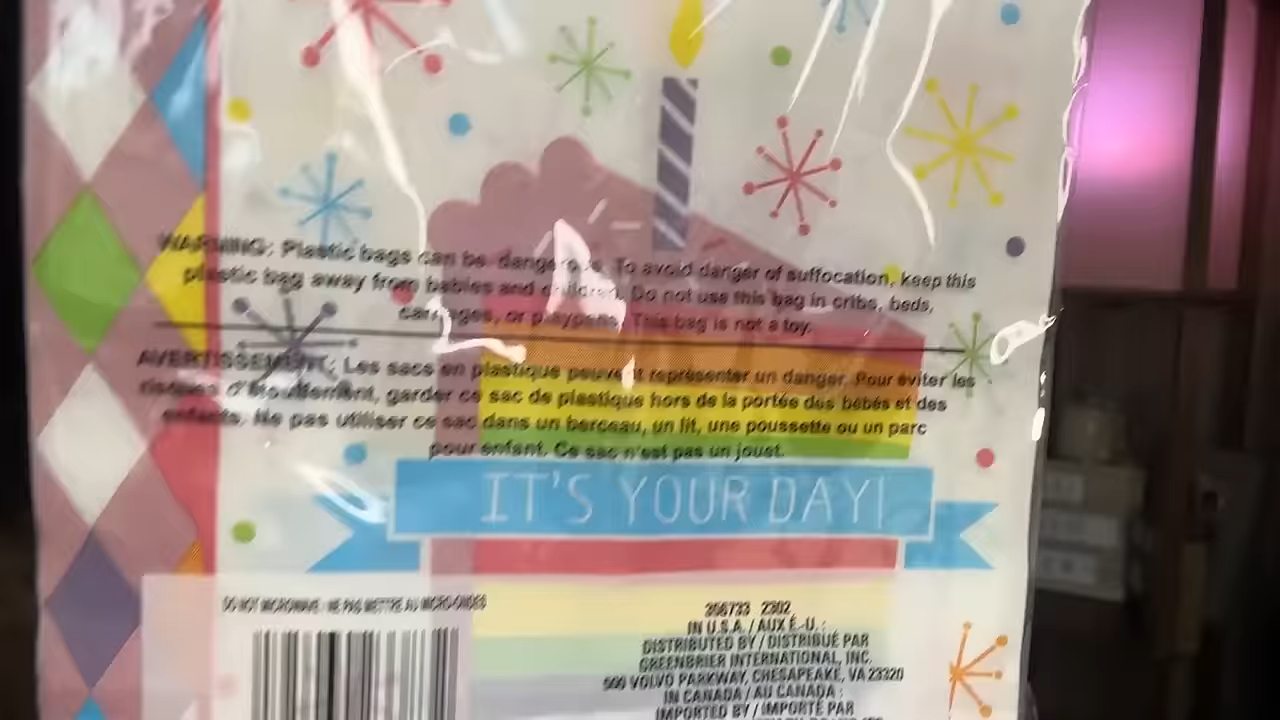 WARNING: Plastic bags can be dangerous. To avoid danger of suffocation, keep this
plastic bag away from babies and children. Do not use this bag in cribs, beds,
carriages, or playpens. This bag is not a toy.
AVERTISSEMENT: Les sacs en plastique peuvent représenter un danger. Pour éviter les
risques d'étouffement, garder ce sac de plastique hors de la portée des bébés et des
enfants. Ne pas utiliser ce sac dans un berceau, un lit, une poussette ou un parc
pour enfant. Ce sac n'est pas un jouet.
IT'S YOUR DAY!
DO NOT MICROWAVE - NE PAS METTRE AU MICRO-ONDES
306733 2302
IN U.S.A. / AUX É.-U. :
DISTRIBUTED BY / DISTRIBUÉ PAR
GREENBRIER INTERNATIONAL, INC.
500 VOLVO PARKWAY, CHESAPEAKE, VA 23320
IN CANADA / AU CANADA :
IMPORTED BY / IMPORTÉ PAR